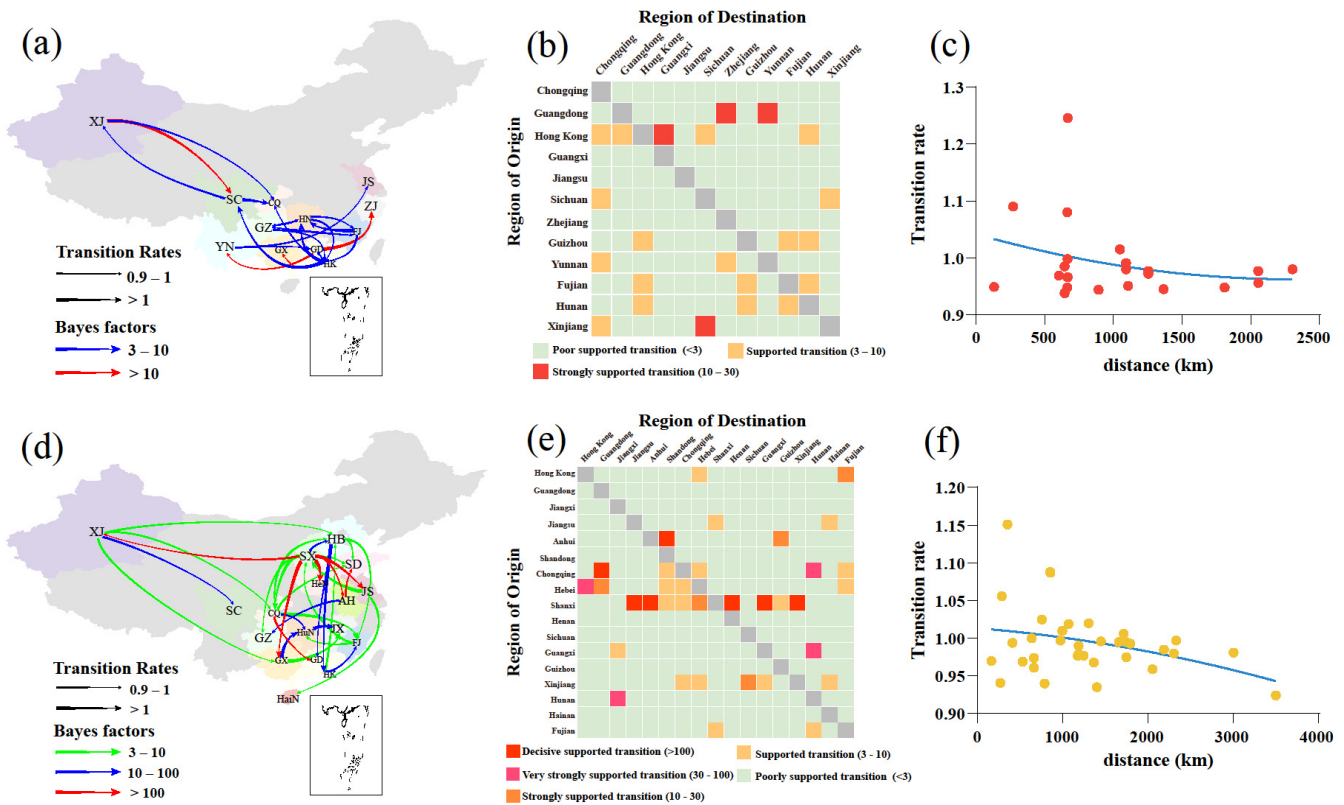 (a)
XJ
SC
CQ
JS
ZJ
HN
GZ
FJ
YN
GX
GD
HK
Transition Rates
0.9 – 1
> 1
Bayes factors
3 – 10
> 10
(b)
Region of Destination
Chongqing
Guangdong
Hong Kong
Guangxi
Jiangsu
Sichuan
Zhejiang
Guizhou
Yunnan
Fujian
Hunan
Xinjiang
Region of Origin
Chongqing
Guangdong
Hong Kong
Guangxi
Jiangsu
Sichuan
Zhejiang
Guizhou
Yunnan
Fujian
Hunan
Xinjiang
Poor supported transition (<3)
Supported transition (3 – 10)
Strongly supported transition (10 – 30)
(c)
Transition rate
1.3
1.2
1.1
1.0
0.9
0
500
1000
1500
2000
2500
distance (km)
(d)
XJ
HB
SX
SD
HeN
JS
AH
SC
CQ
GZ
HuN
JX
FJ
GX
GD
HK
HaiN
Transition Rates
0.9 – 1
> 1
Bayes factors
3 – 10
10 – 100
> 100
(e)
Region of Destination
Hong Kong
Guangdong
Jiangxi
Jiangsu
Anhui
Shandong
Chongqing
Hebei
Shanxi
Henan
Sichuan
Guangxi
Guizhou
Xinjiang
Hunan
Hainan
Fujian
Region of Origin
Hong Kong
Guangdong
Jiangxi
Jiangsu
Anhui
Shandong
Chongqing
Hebei
Shanxi
Henan
Sichuan
Guangxi
Guizhou
Xinjiang
Hunan
Hainan
Fujian
Decisive supported transition (>100)
Supported transition (3 - 10)
Very strongly supported transition (30 - 100)
Poorly supported transition (<3)
Strongly supported transition (10 - 30)
(f)
Transition rate
1.20
1.15
1.10
1.05
1.00
0.95
0.90
0
1000
2000
3000
4000
distance (km)